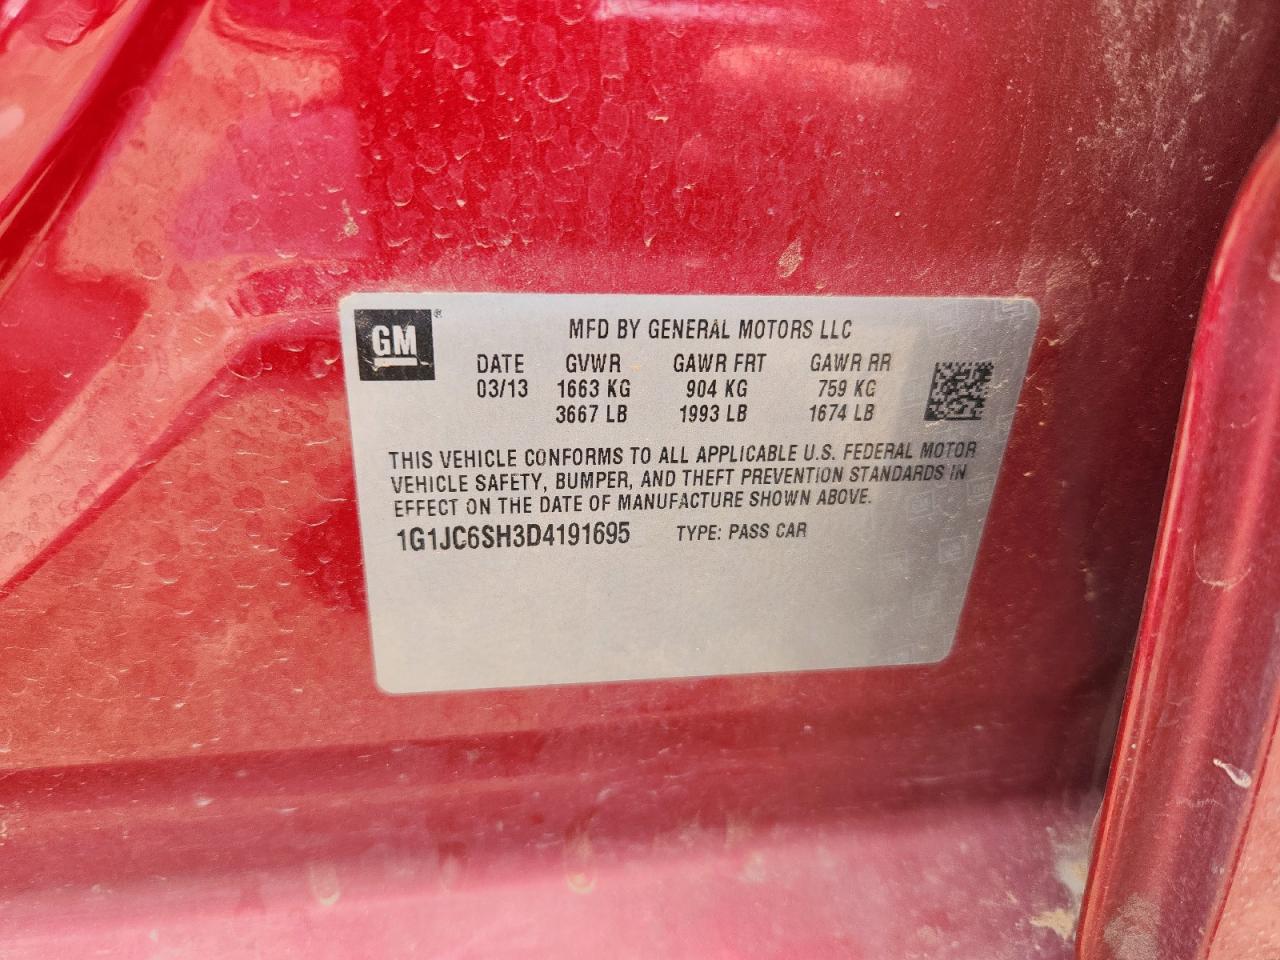 GM ®
MFD BY GENERAL MOTORS LLC
DATE GVWR GAWR FRT GAWR RR
03/13 1663 KG 904 KG 759 KG
3667 LB 1993 LB 1674 LB
THIS VEHICLE CONFORMS TO ALL APPLICABLE U.S. FEDERAL MOTOR
VEHICLE SAFETY, BUMPER, AND THEFT PREVENTION STANDARDS IN
EFFECT ON THE DATE OF MANUFACTURE SHOWN ABOVE.
1G1JC6SH3D4191695 TYPE: PASS CAR